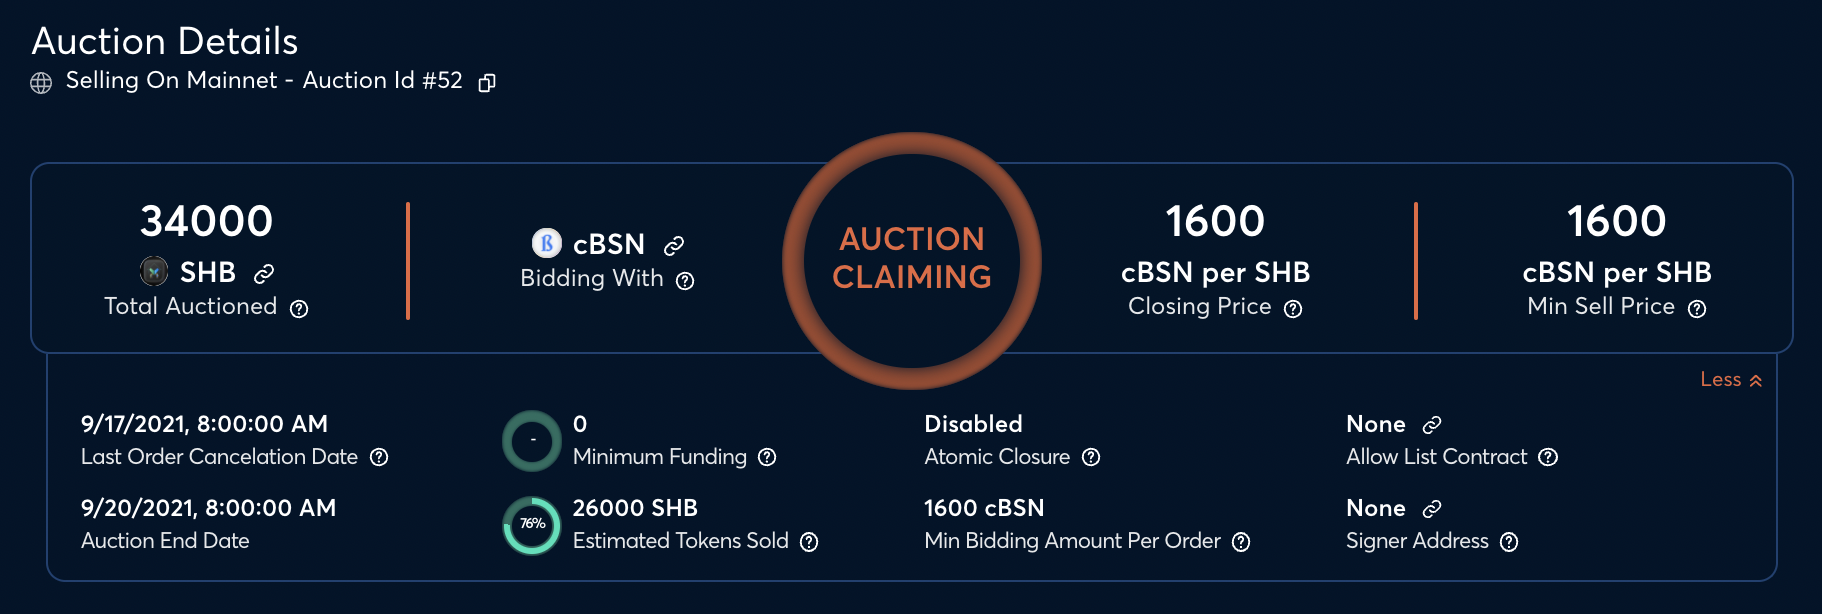 Auction Details
Selling On Mainnet - Auction Id #52
34000
SHB
Total Auctioned
cBSN
Bidding With
AUCTION
CLAIMING
1600
cBSN per SHB
Closing Price
1600
cBSN per SHB
Min Sell Price
Less
9/17/2021, 8:00:00 AM
Last Order Cancelation Date
-
0
Minimum Funding
Disabled
Atomic Closure
None
Allow List Contract
9/20/2021, 8:00:00 AM
Auction End Date
76%
26000 SHB
Estimated Tokens Sold
1600 cBSN
Min Bidding Amount Per Order
None
Signer Address